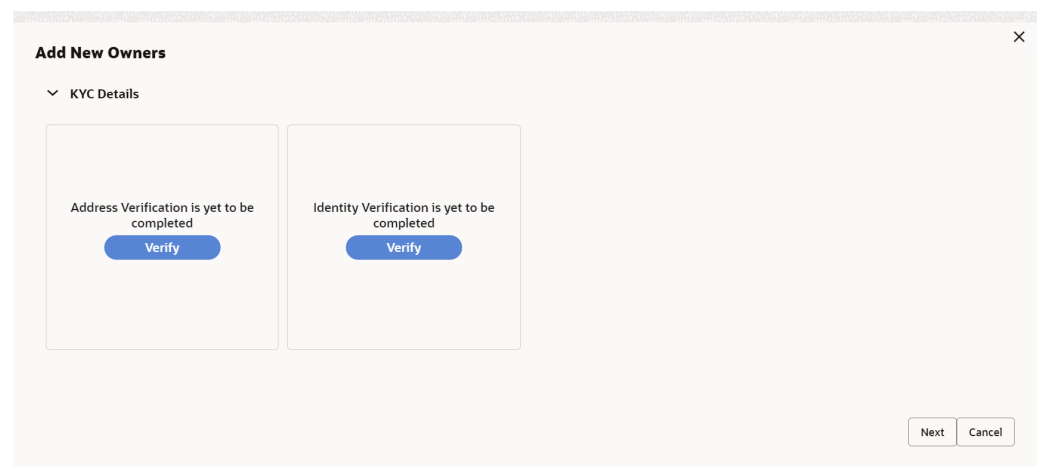 Add New Owners
KYC Details
Address Verification is yet to be
completed
Verify
Identity Verification is yet to be
completed
Verify
Next
Cancel